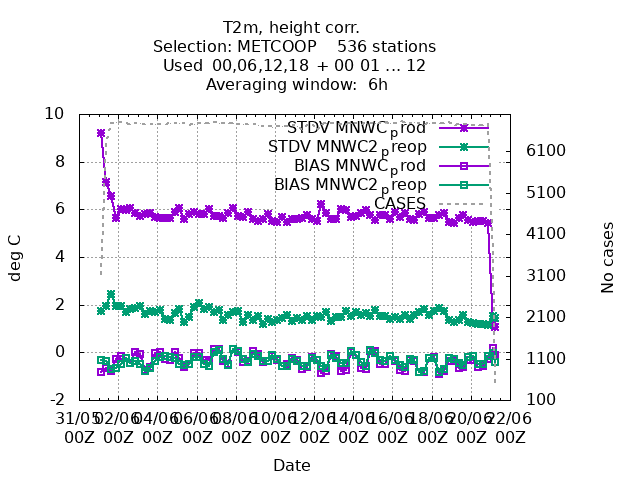 T2m, height corr.
Selection: METCOOP 536 stations
Used 00,06,12,18 + 00 01 ... 12
Averaging window: 6h
STDV MNWCprod
STDV MNWC2preop
BIAS MNWCprod
BIAS MNWC2preop
CASES
10
8
6
4
2
0
-2
deg C
6100
5100
4100
3100
2100
1100
100
No cases
31/05 02/06 04/06 06/06 08/06 10/06 12/06 14/06 16/06 18/06 20/06 22/06
00Z 00Z 00Z 00Z 00Z 00Z 00Z 00Z 00Z 00Z 00Z 00Z
Date